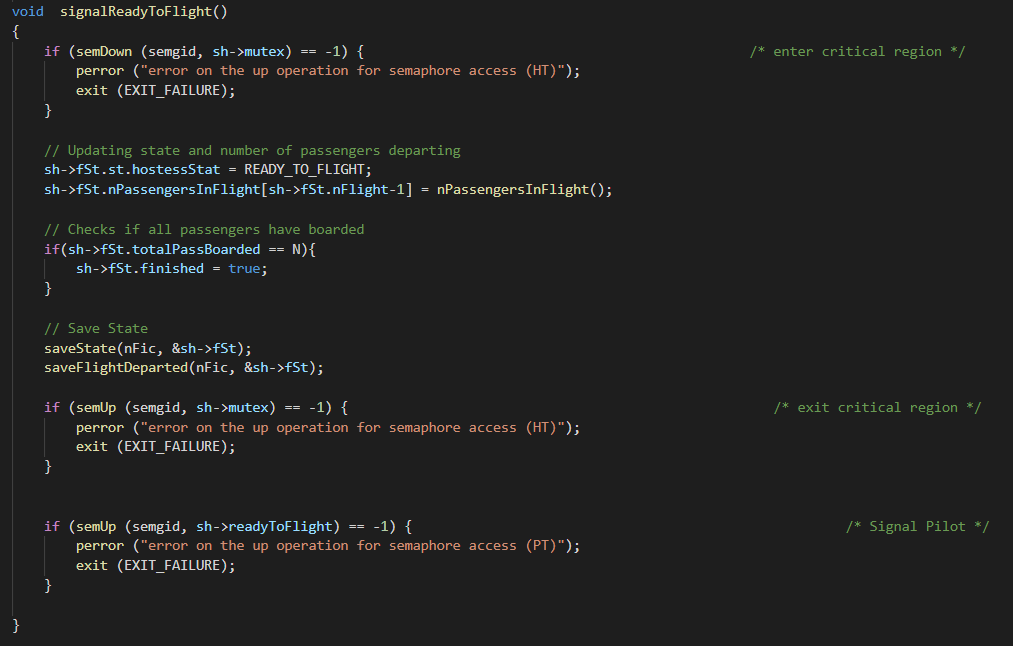 void  signalReadyToFlight()
{
    if (semDown (semgid, sh->mutex) == -1) {                                                /* enter critical region */
        perror ("error on the up operation for semaphore access (HT)");
        exit (EXIT_FAILURE);
    }

    // Updating state and number of passengers departing
    sh->fSt.st.hostessStat = READY_TO_FLIGHT;
    sh->fSt.nPassengersInFlight[sh->fSt.nFlight-1] = nPassengersInFlight();

    // Checks if all passengers have boarded
    if(sh->fSt.totalPassBoarded == N){
        sh->fSt.finished = true;
    }

    // Save State
    saveState(nFic, &sh->fSt);
    saveFlightDeparted(nFic, &sh->fSt);

    if (semUp (semgid, sh->mutex) == -1) {                                                     /* exit critical region */
        perror ("error on the up operation for semaphore access (HT)");
        exit (EXIT_FAILURE);
    }


    if (semUp (semgid, sh->readyToFlight) == -1) {                                                      /* Signal Pilot */
        perror ("error on the up operation for semaphore access (PT)");
        exit (EXIT_FAILURE);
    }

}